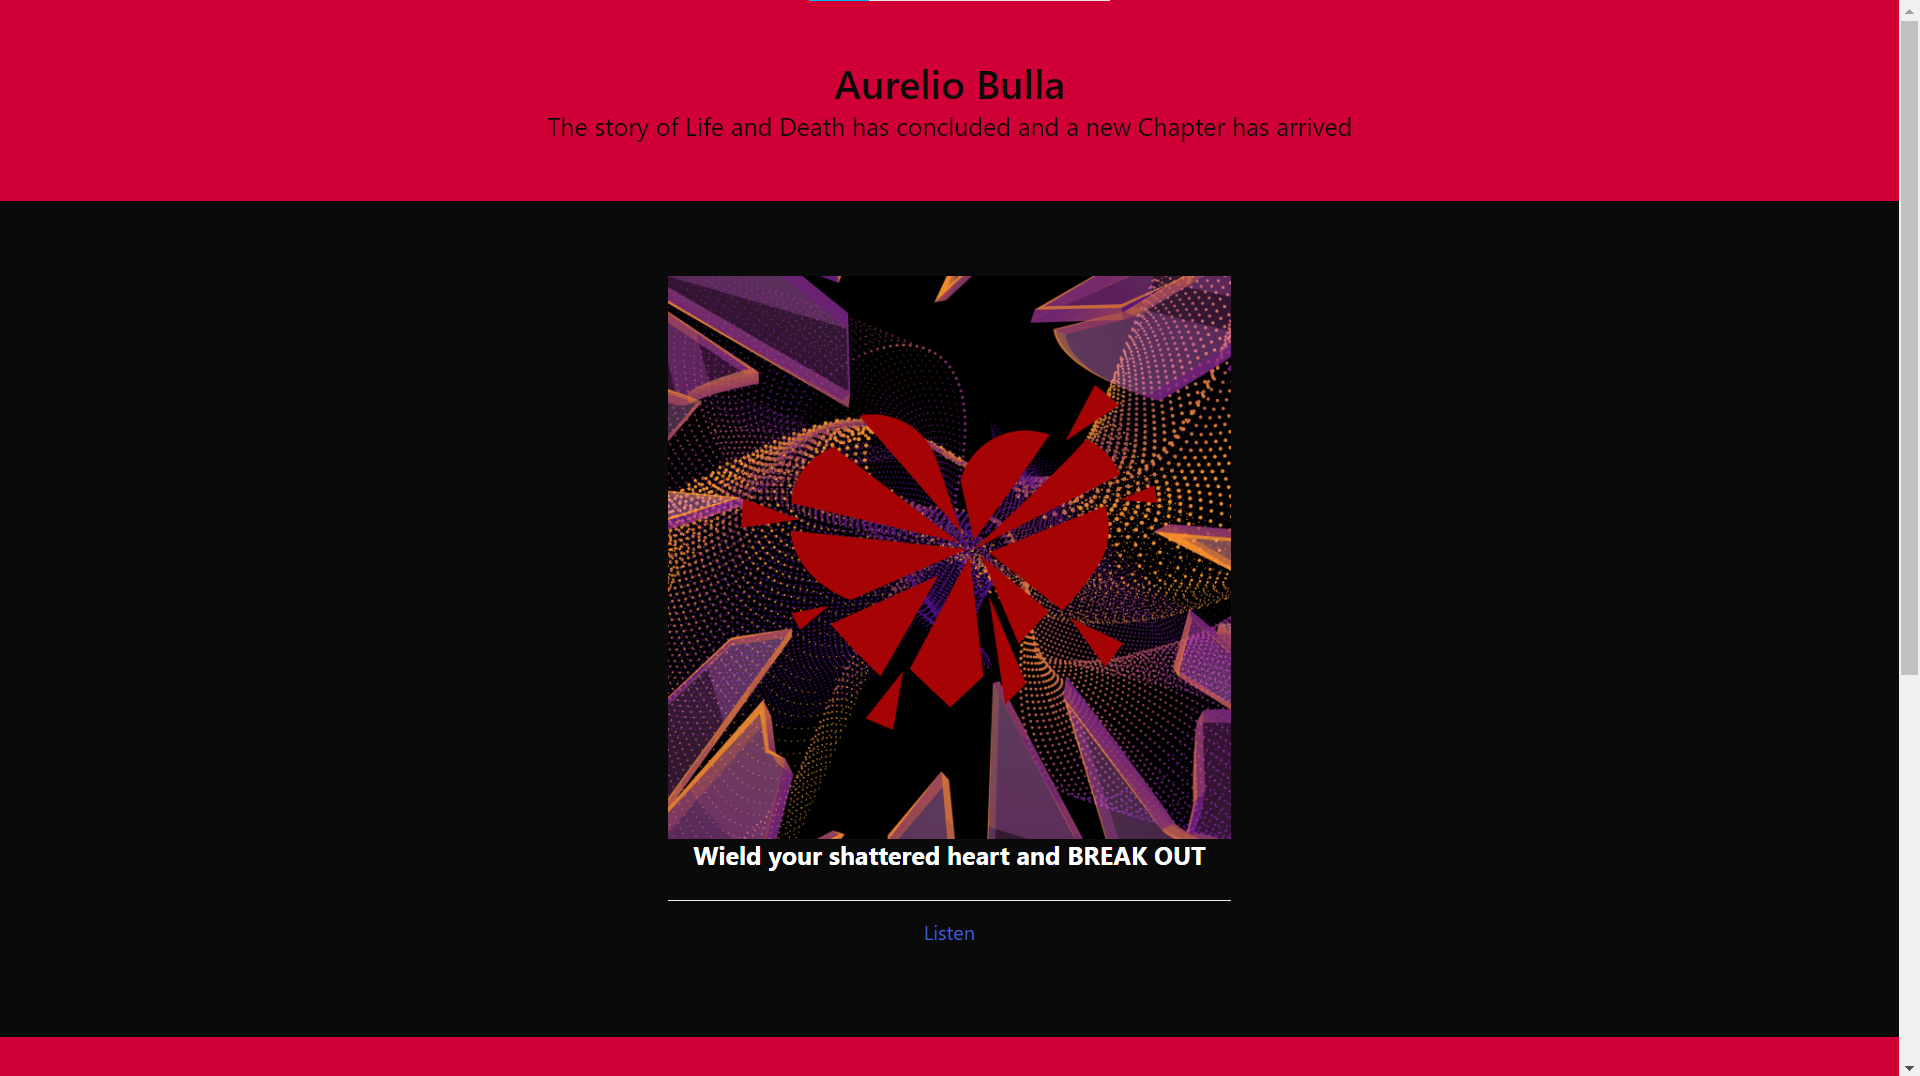 Aurelio Bulla
The story of Life and Death has concluded and a new Chapter has arrived
Wield your shattered heart and BREAK OUT
Listen